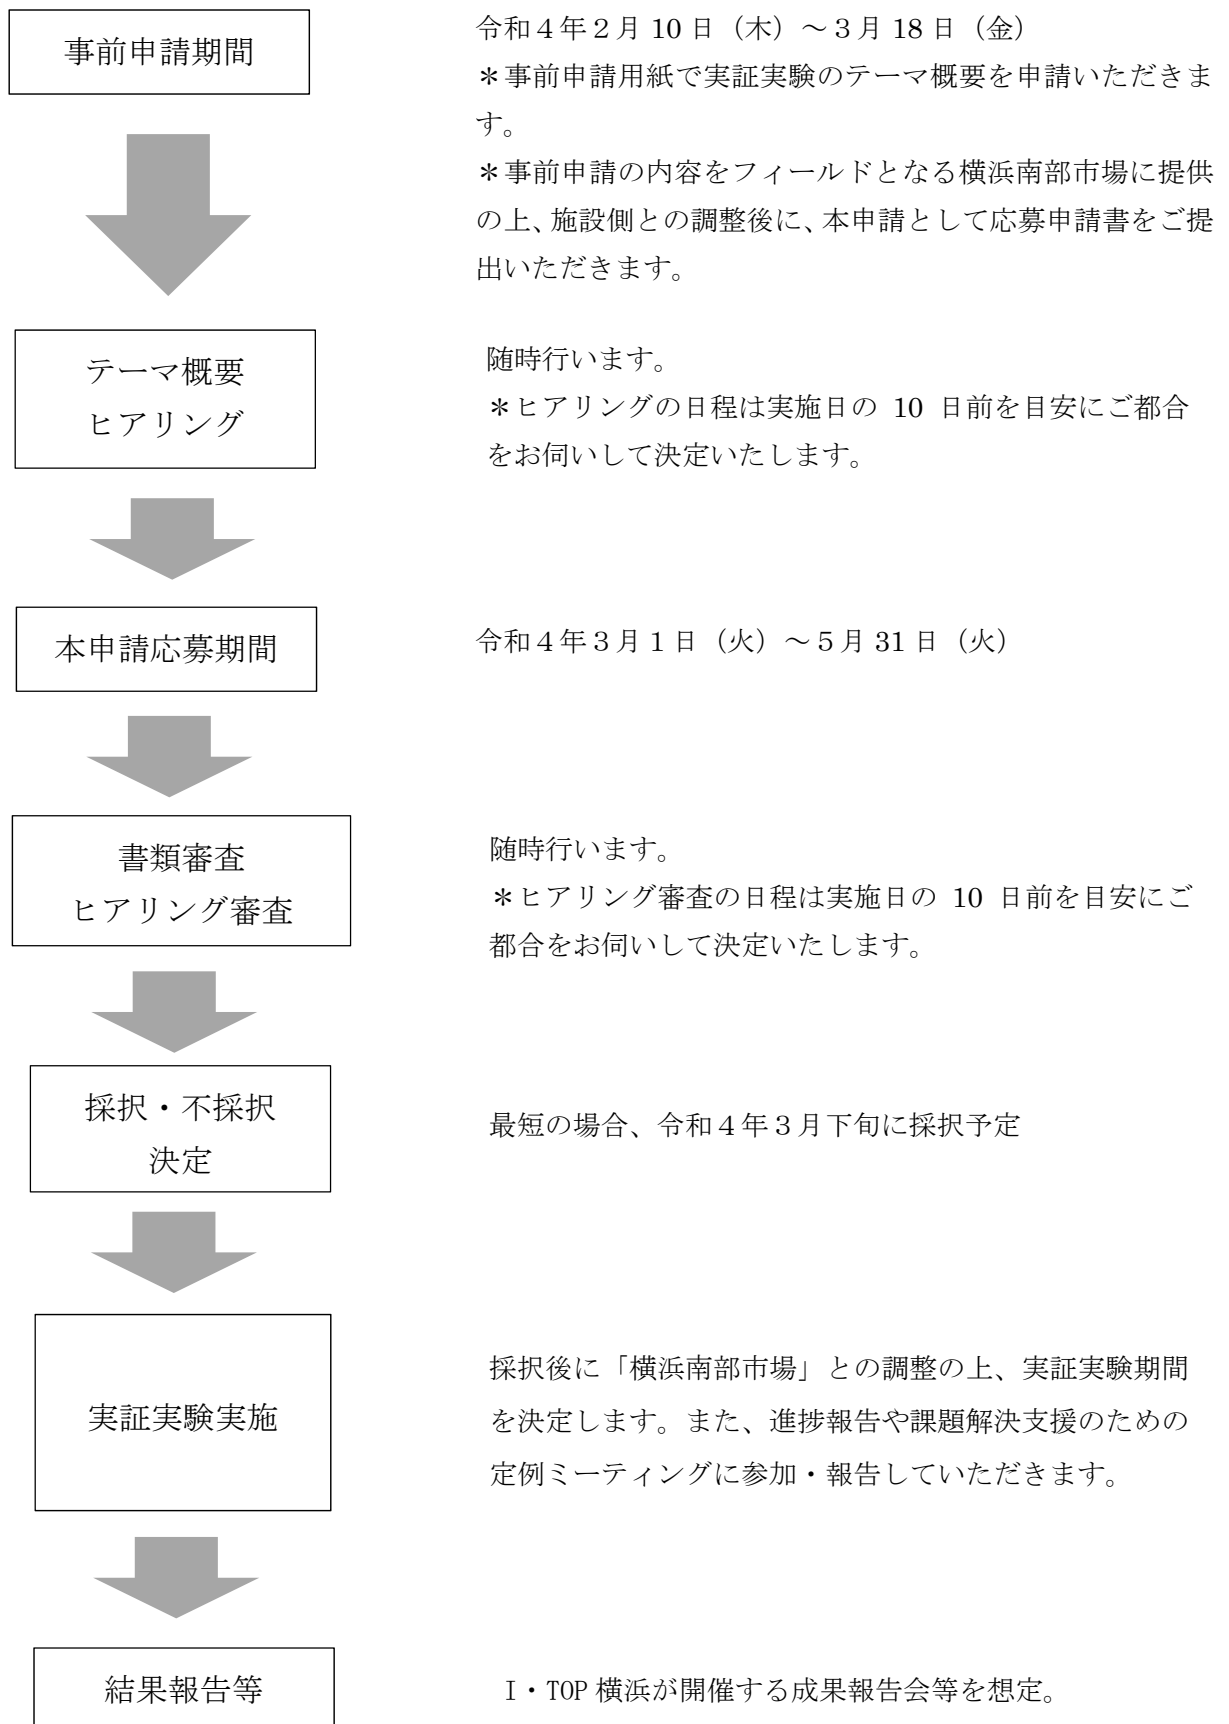 事前申請期間
令和４年２月 10 日（木）～３月 18 日（金）
＊事前申請用紙で実証実験のテーマ概要を申請いただきま
す。
＊事前申請の内容をフィールドとなる横浜南部市場に提供
の上、施設側との調整後に、本申請として応募申請書をご提
出いただきます。
テーマ概要
ヒアリング
随時行います。
＊ヒアリングの日程は実施日の 10 日前を目安にご都合
をお伺いして決定いたします。
本申請応募期間
令和４年３月１日（火）～５月 31 日（火）
書類審査
ヒアリング審査
随時行います。
＊ヒアリング審査の日程は実施日の 10 日前を目安にご
都合をお伺いして決定いたします。
採択・不採択
決定
最短の場合、令和４年３月下旬に採択予定
実証実験実施
採択後に「横浜南部市場」との調整の上、実証実験期間
を決定します。また、進捗報告や課題解決支援のための
定例ミーティングに参加・報告していただきます。
結果報告等
I・TOP 横浜が開催する成果報告会等を想定。